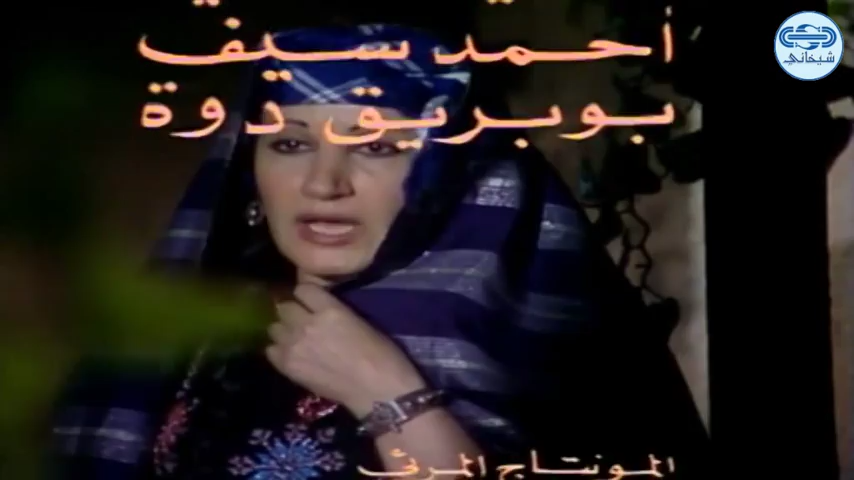 أحمد سيف
بوبريق دوة
المونتاج المرئي
شيخاني